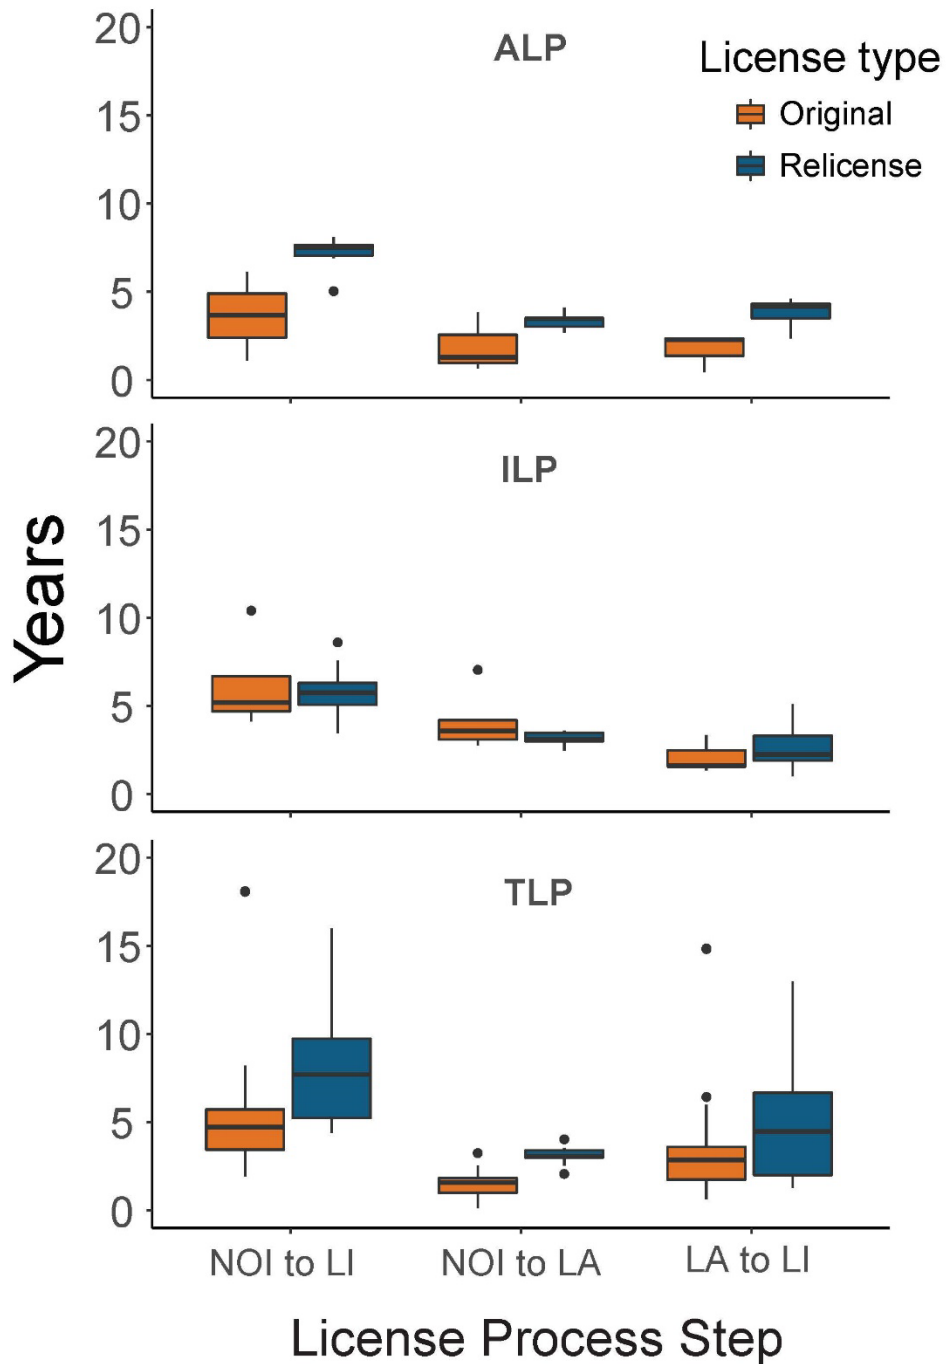 ALP
License type
Original
Relicense
20
15
10
5
0
ILP
20
15
10
5
0
Years
TLP
20
15
10
5
0
NOI to LI NOI to LA LA to LI
License Process Step